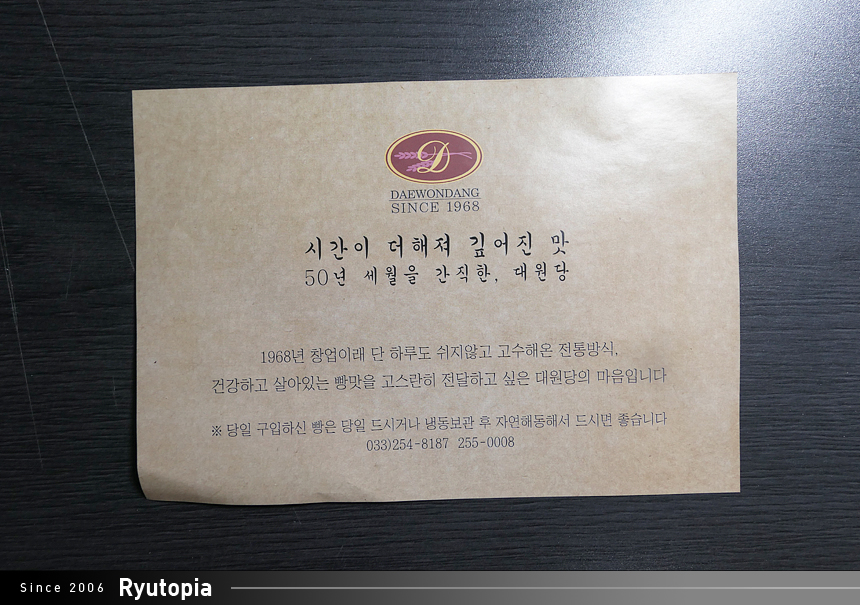 D
DAEWONDANG
SINCE 1968
시간이 더해져 깊어진 맛
50년 세월을 간직한, 대원당
1968년 창업이래 단 하루도 쉬지않고 고수해온 전통방식,
건강하고 살아있는 빵맛을 고스란히 전달하고 싶은 대원당의 마음입니다
※ 당일 구입하신 빵은 당일 드시거나 냉동보관 후 자연해동해서 드시면 좋습니다
033)254-8187 255-0008
Since 2006 Ryutopia